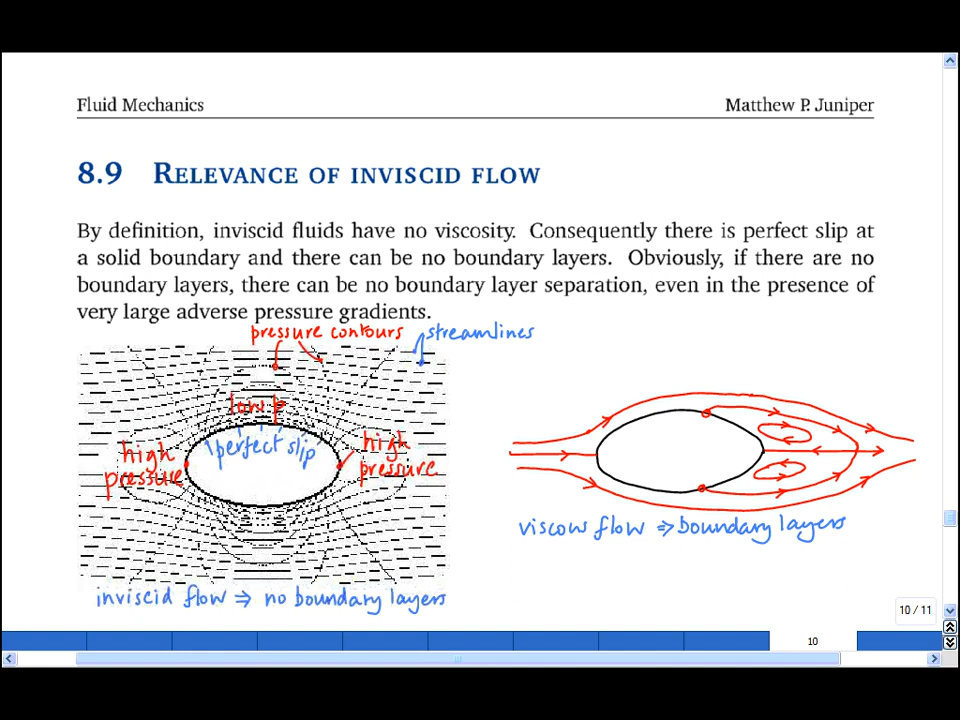 Fluid Mechanics Matthew P. Juniper
8.9 RELEVANCE OF INVISCID FLOW
By definition, inviscid fluids have no viscosity. Consequently there is perfect slip at
a solid boundary and there can be no boundary layers. Obviously, if there are no
boundary layers, there can be no boundary layer separation, even in the presence of
very large adverse pressure gradients.
pressure contours streamlines
low p
perfect slip
high
pressure
high
pressure
inviscid flow ⇒ no boundary layers
viscous flow ⇒ Boundary layers
10 / 11
10